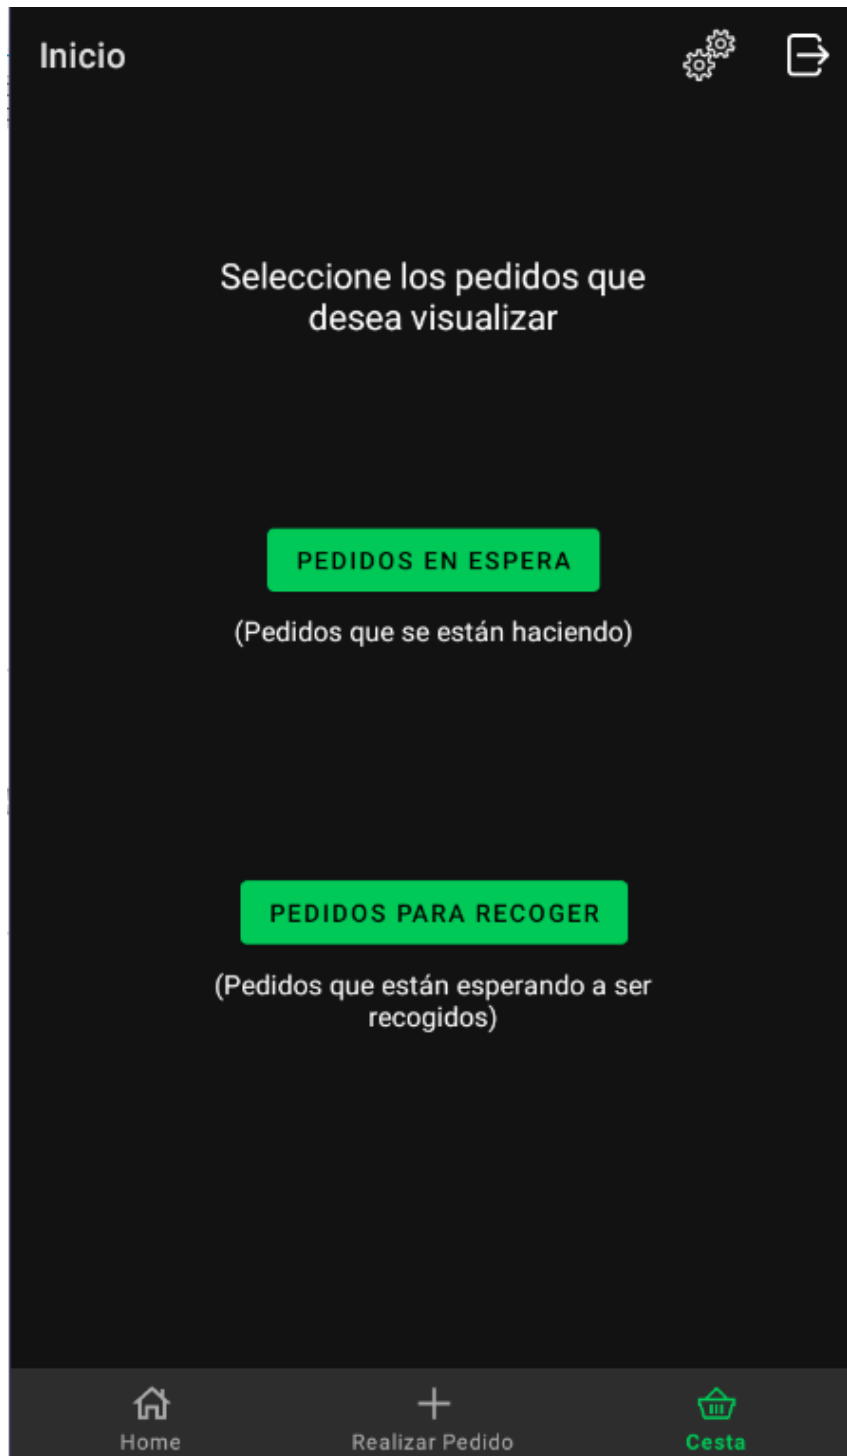 Inicio
Seleccione los pedidos que
desea visualizar
PEDIDOS EN ESPERA
(Pedidos que se están haciendo)
PEDIDOS PARA RECOGER
(Pedidos que están esperando a ser
recogidos)
Home
Realizar Pedido
Cesta